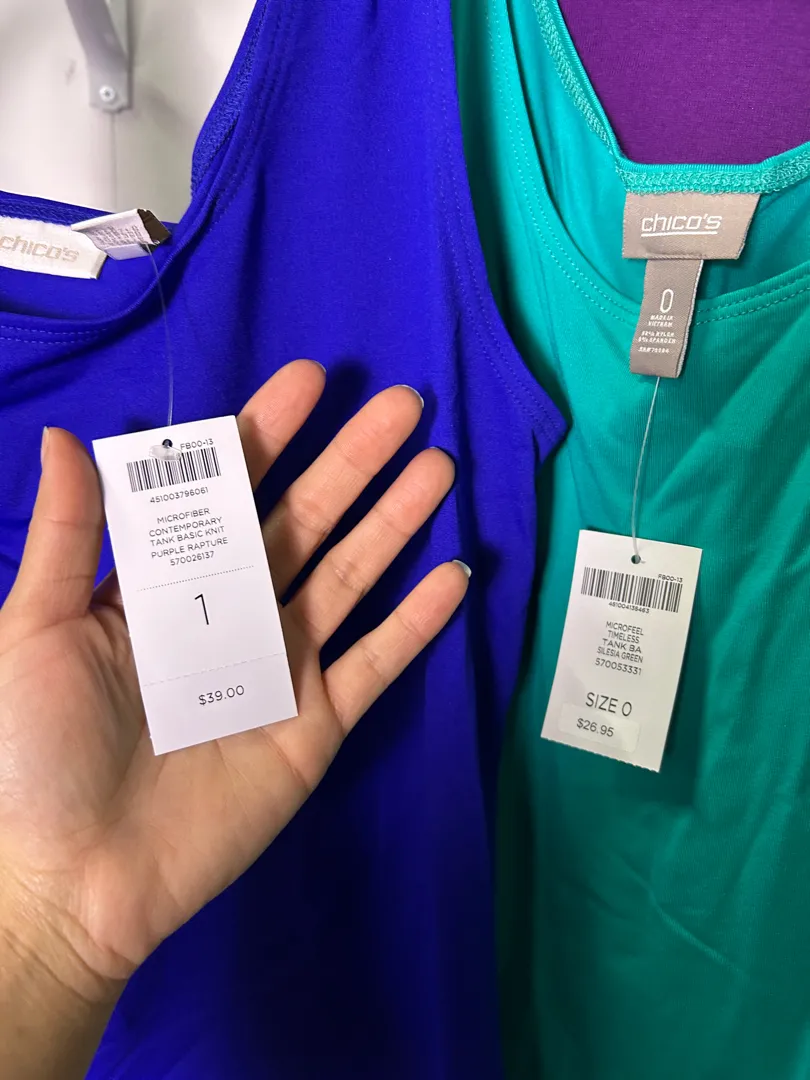 chico's
FB00-13
451003796061
MICROFIBER
CONTEMPORARY
TANK BASIC KNIT
PURPLE RAPTURE
570026137
1
$39.00
chico's
0
MADE IN
VIETNAM
FB00-13
MICROFEEL
TIMELESS
TANK BA
SILESIA GREEN
570053331
SIZE 0
$26.95